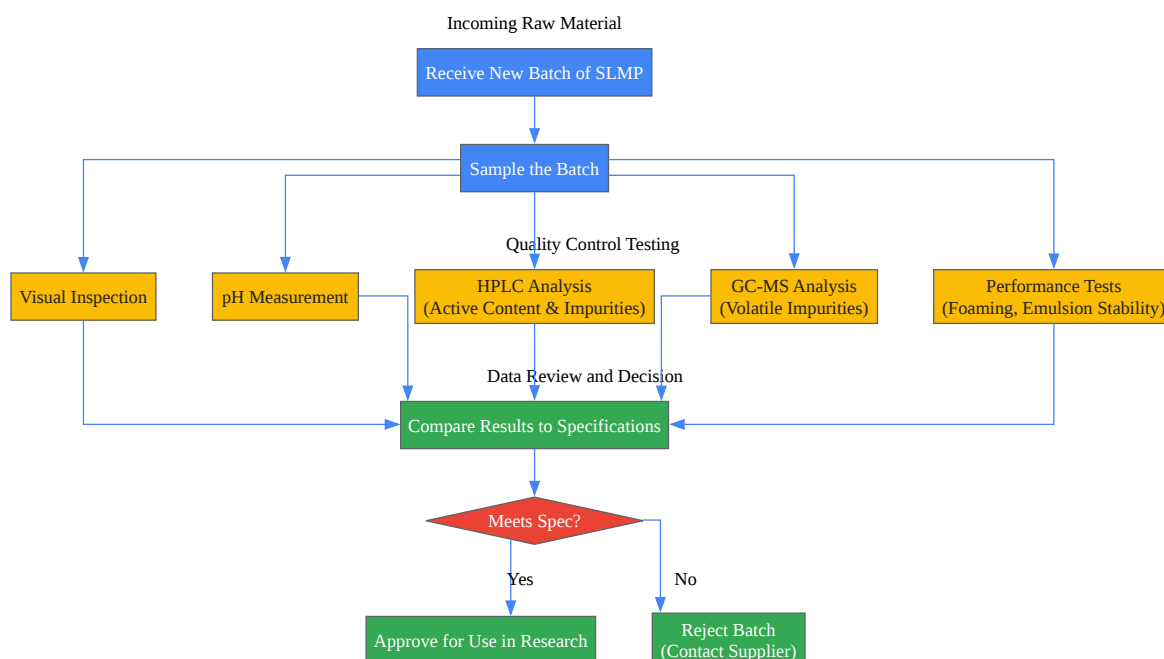 Incoming Raw Material
Receive New Batch of SLMP
Sample the Batch
Quality Control Testing
Visual Inspection
pH Measurement
HPLC Analysis
(Active Content & Impurities)
GC-MS Analysis
(Volatile Impurities)
Performance Tests
(Foaming, Emulsion Stability)
Data Review and Decision
Compare Results to Specifications
Meets Spec?
Yes
No
Approve for Use in Research
Reject Batch
(Contact Supplier)